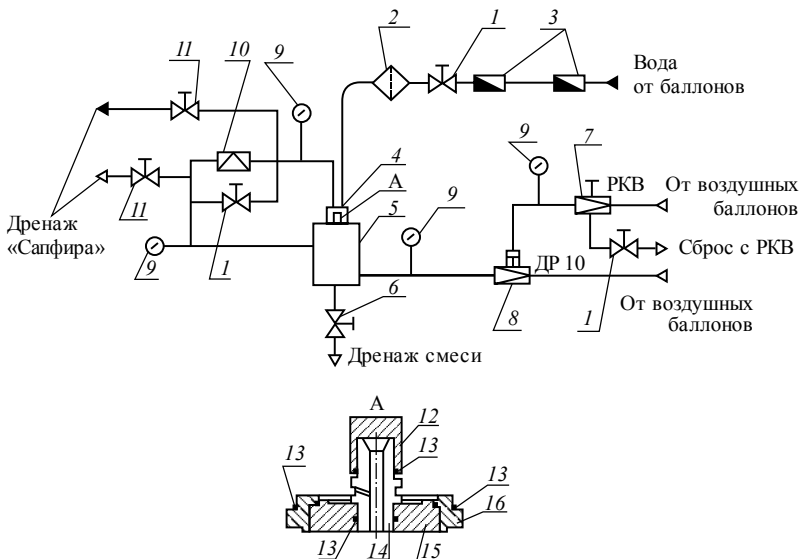 2
1
3
11
10
9
Вода
от баллонов
9
7
4
А
РКВ
От воздушных
баллонов
11
5
9
Дренаж
«Сапфира»
Сброс с РКВ
9
1
6
ДР 10
8
От воздушных
баллонов
1
Дренаж смеси
А
12
13
13
13
16
13
14
15